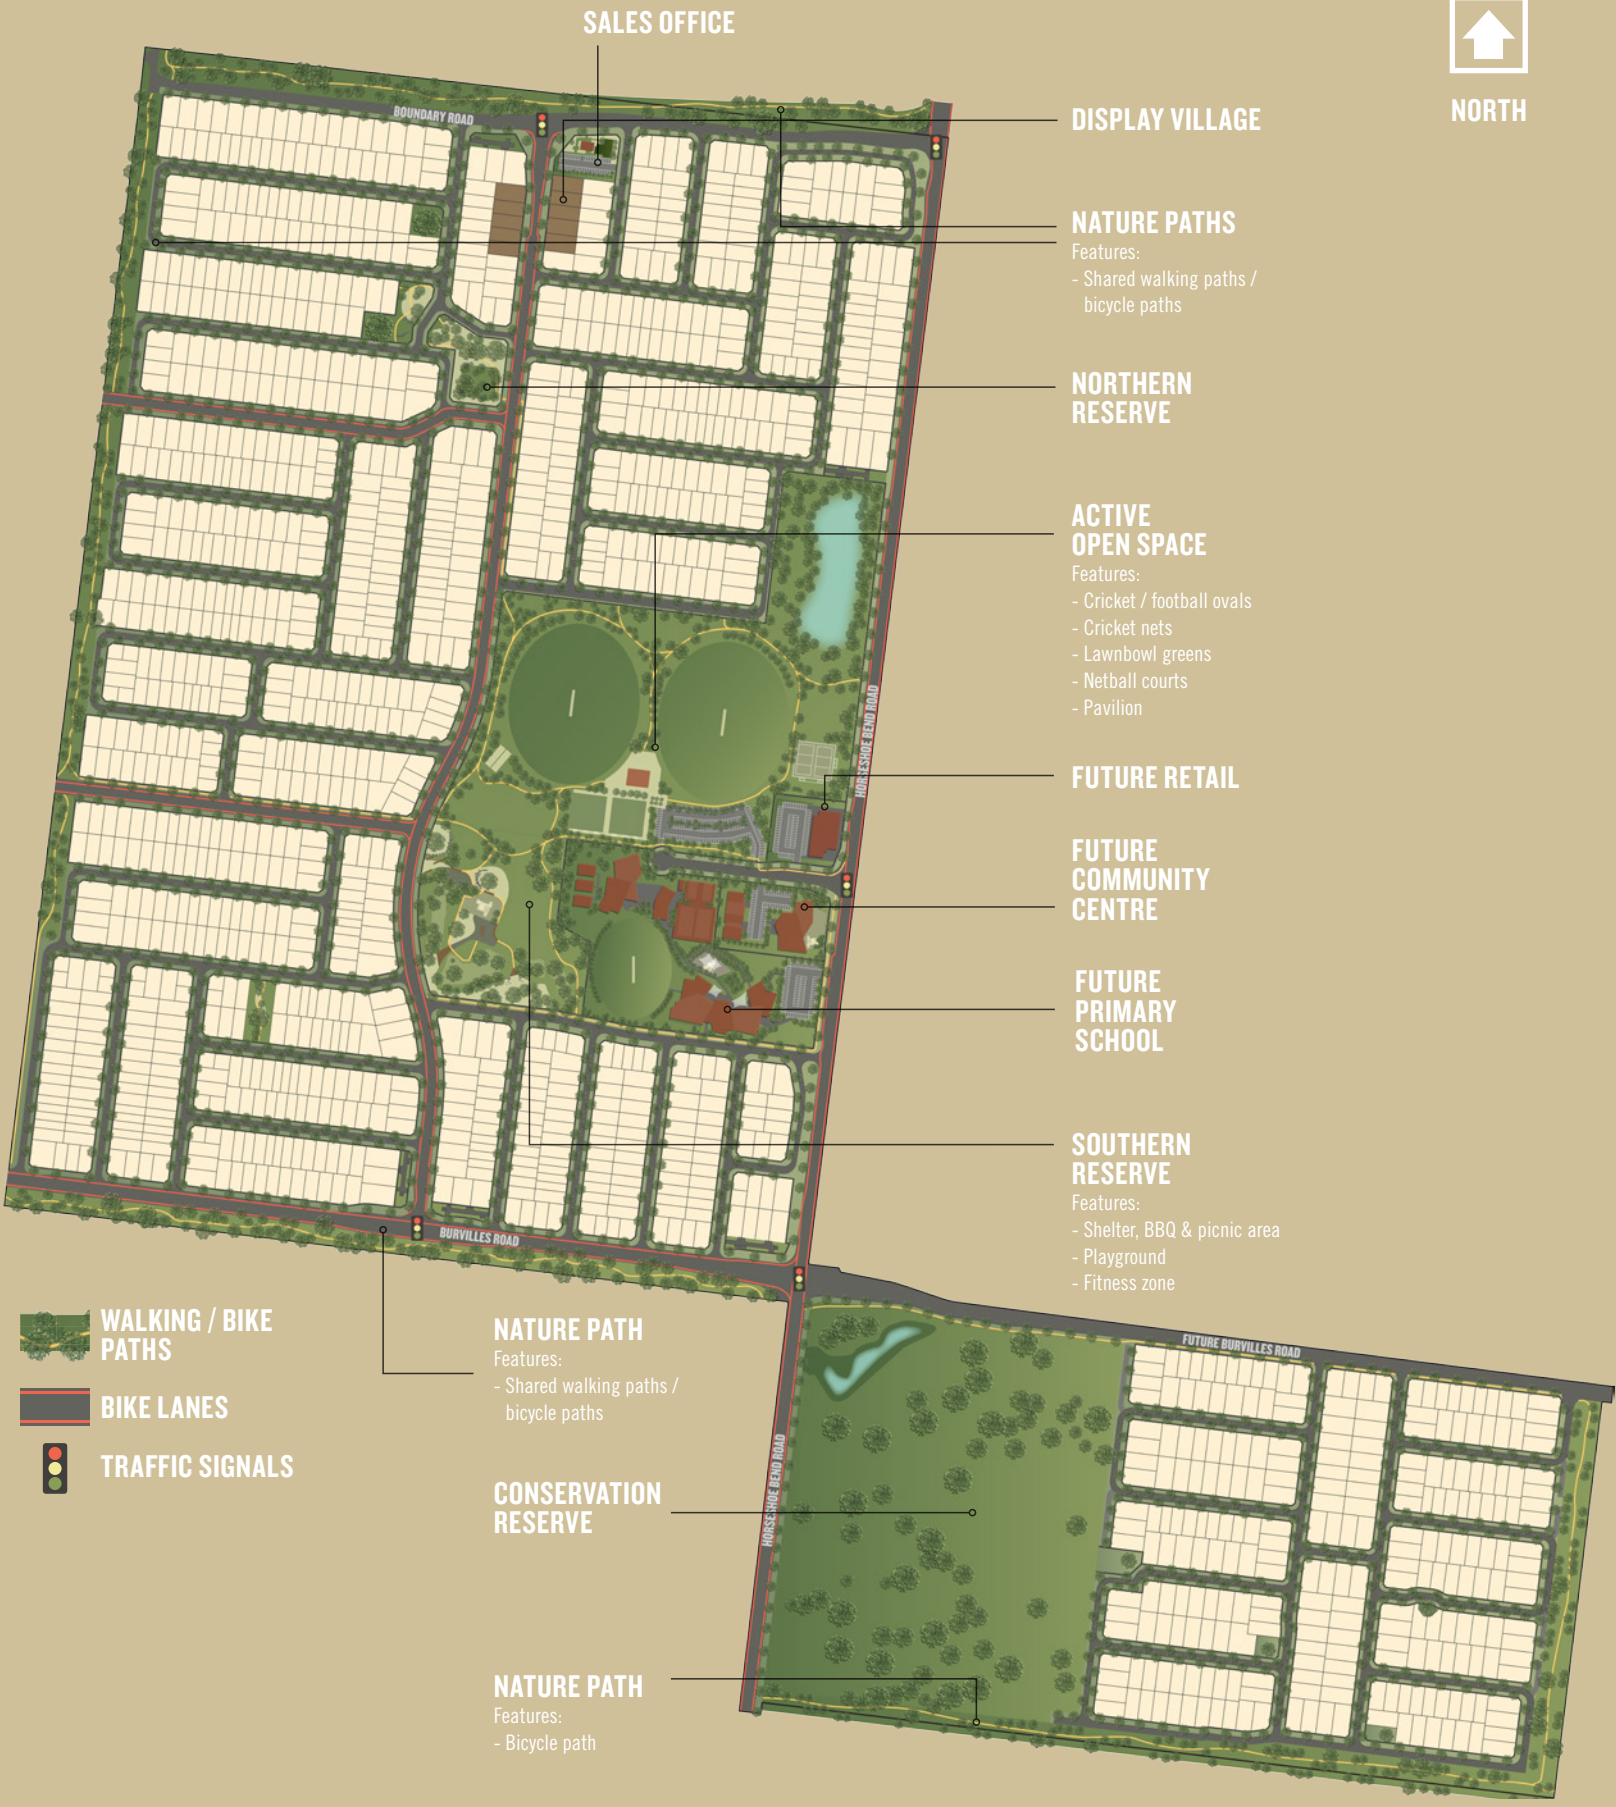 SALES OFFICE
NORTH
BOUNDARY ROAD
DISPLAY VILLAGE
NATURE PATHS
Features:
- Shared walking paths /
bicycle paths
NORTHERN
RESERVE
ACTIVE
OPEN SPACE
Features:
- Cricket / football ovals
- Cricket nets
- Lawnbowl greens
- Netball courts
- Pavilion
HORSESHOE BEND ROAD
FUTURE RETAIL
FUTURE
COMMUNITY
CENTRE
FUTURE
PRIMARY
SCHOOL
SOUTHERN
RESERVE
Features:
- Shelter, BBQ & picnic area
- Playground
- Fitness zone
BURVILLES ROAD
WALKING / BIKE
PATHS
BIKE LANES
TRAFFIC SIGNALS
NATURE PATH
Features:
- Shared walking paths /
bicycle paths
FUTURE BURVILLES ROAD
HORSESHOE BEND ROAD
CONSERVATION
RESERVE
NATURE PATH
Features:
- Bicycle path